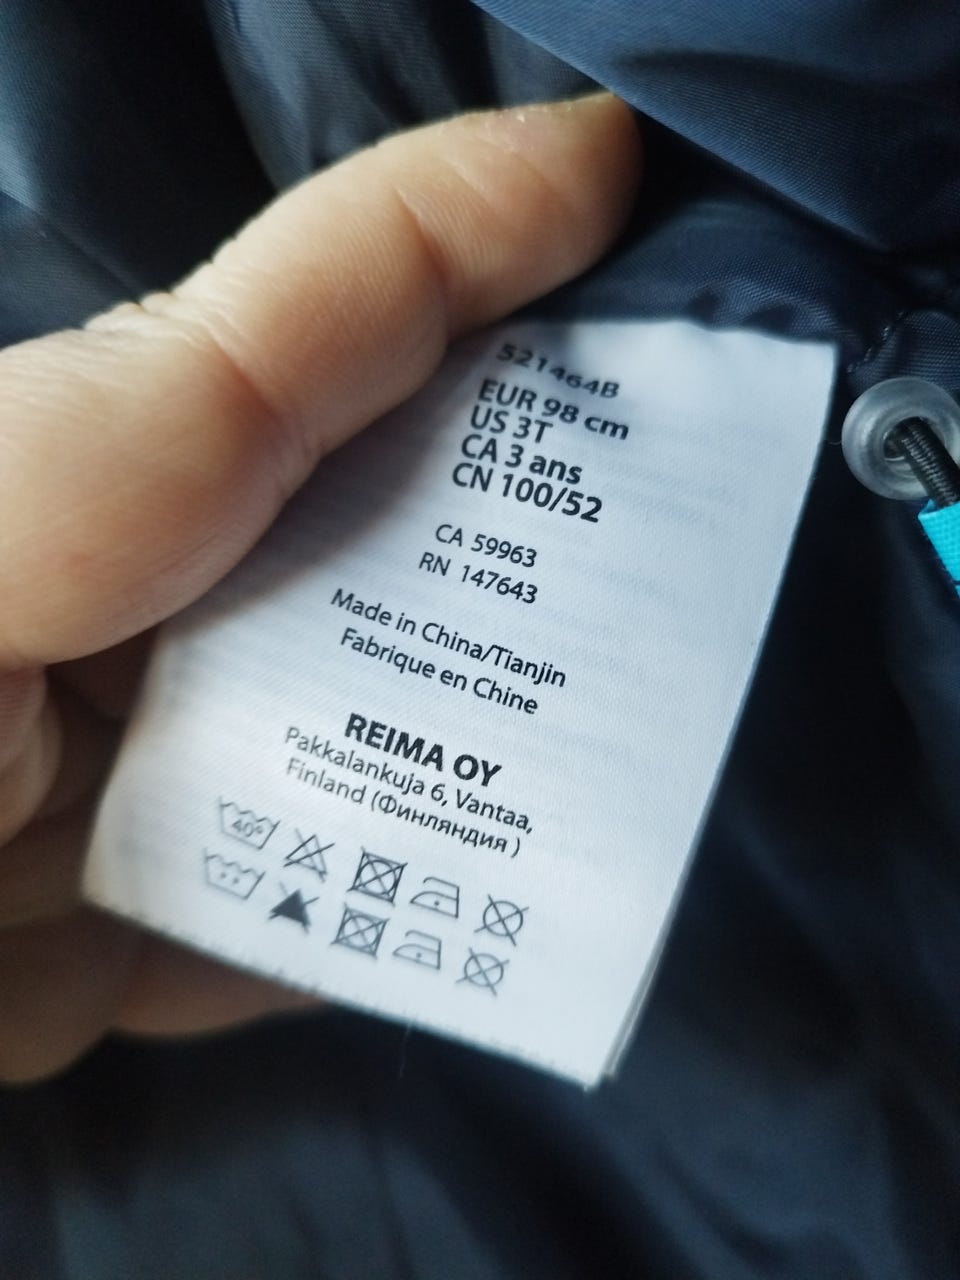 521464B
EUR 98 cm
US 3T
CA 3 ans
CN 100/52
CA 59963
RN 147643
Made in China/Tianjin
Fabrique en Chine
REIMA OY
Pakkalankuja 6, Vantaa,
Finland (Финляндия )
40°